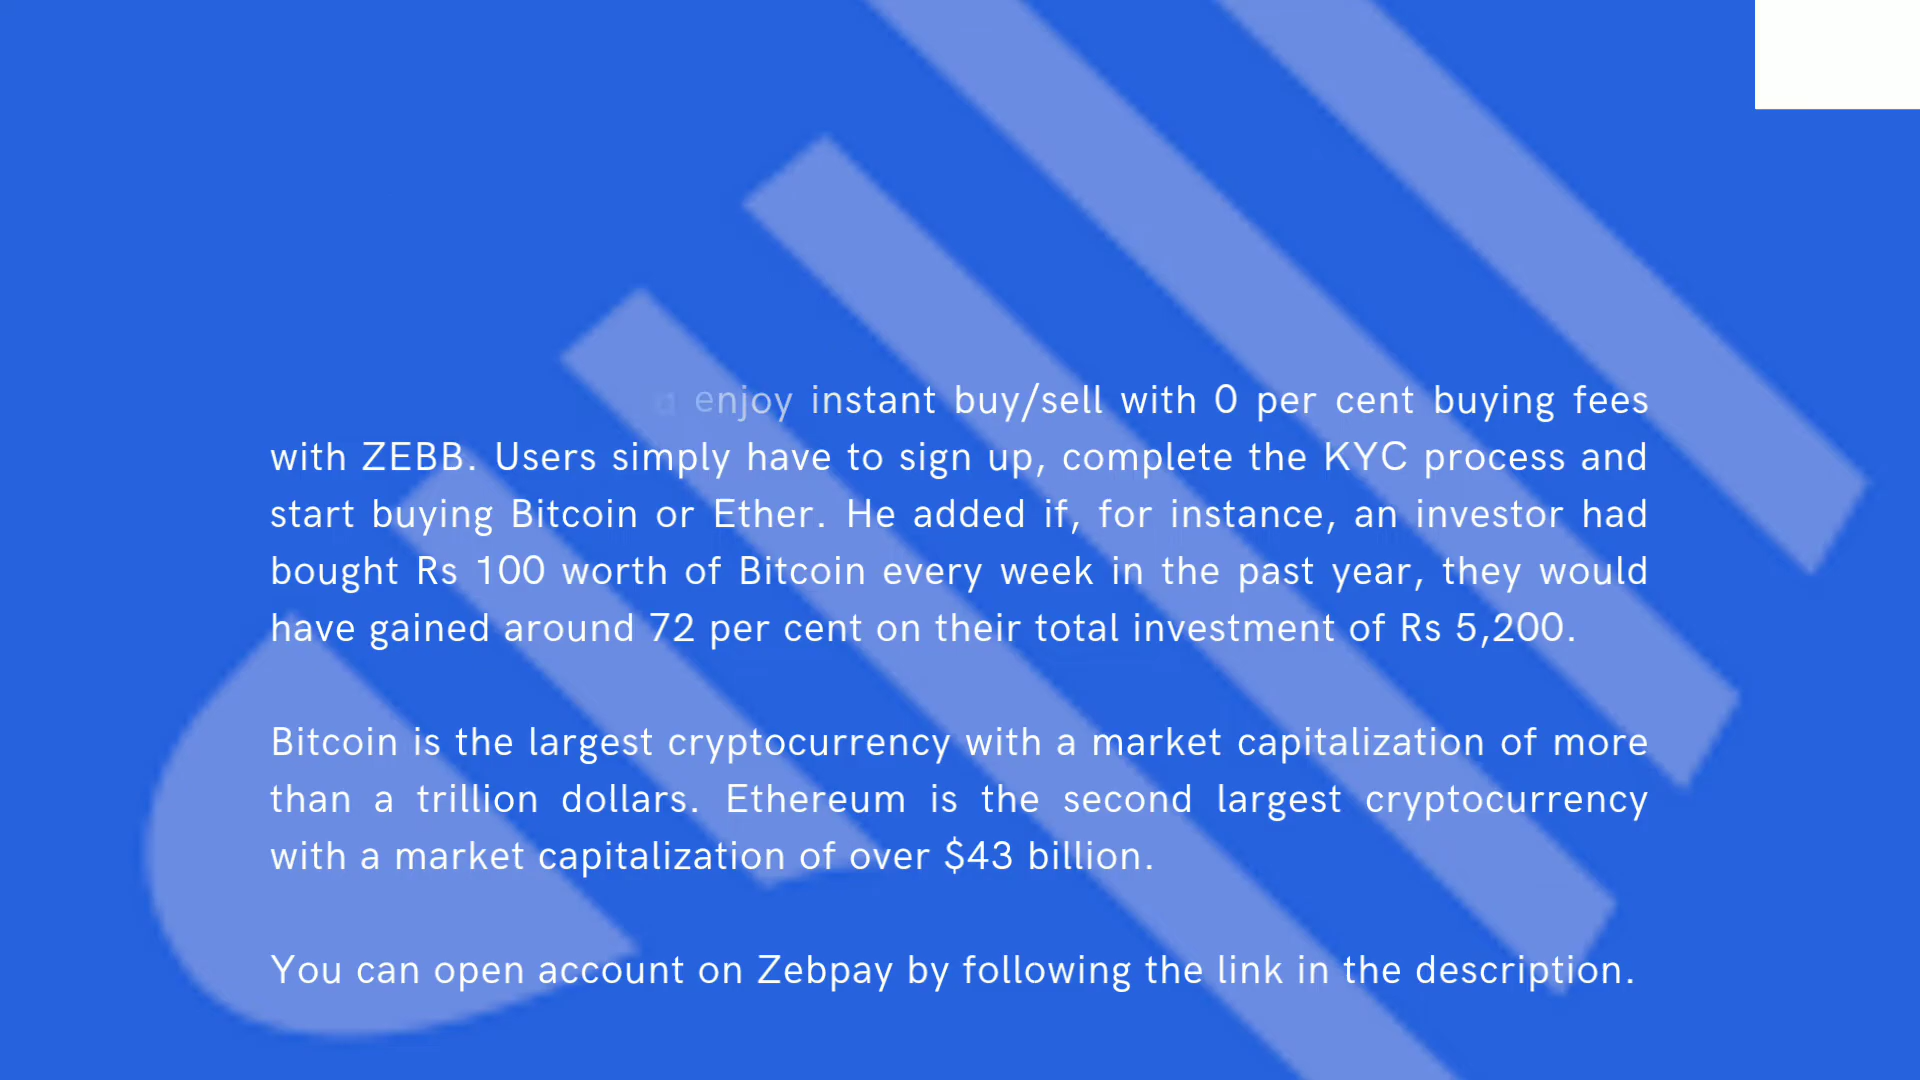 enjoy instant buy/sell with 0 per cent buying fees
with ZEBB. Users simply have to sign up, complete the KYC process and
start buying Bitcoin or Ether. He added if, for instance, an investor had
bought Rs 100 worth of Bitcoin every week in the past year, they would
have gained around 72 per cent on their total investment of Rs 5,200.
Bitcoin is the largest cryptocurrency with a market capitalization of more
than a trillion dollars. Ethereum is the second largest cryptocurrency
with a market capitalization of over $43 billion.
You can open account on Zebpay by following the link in the description.